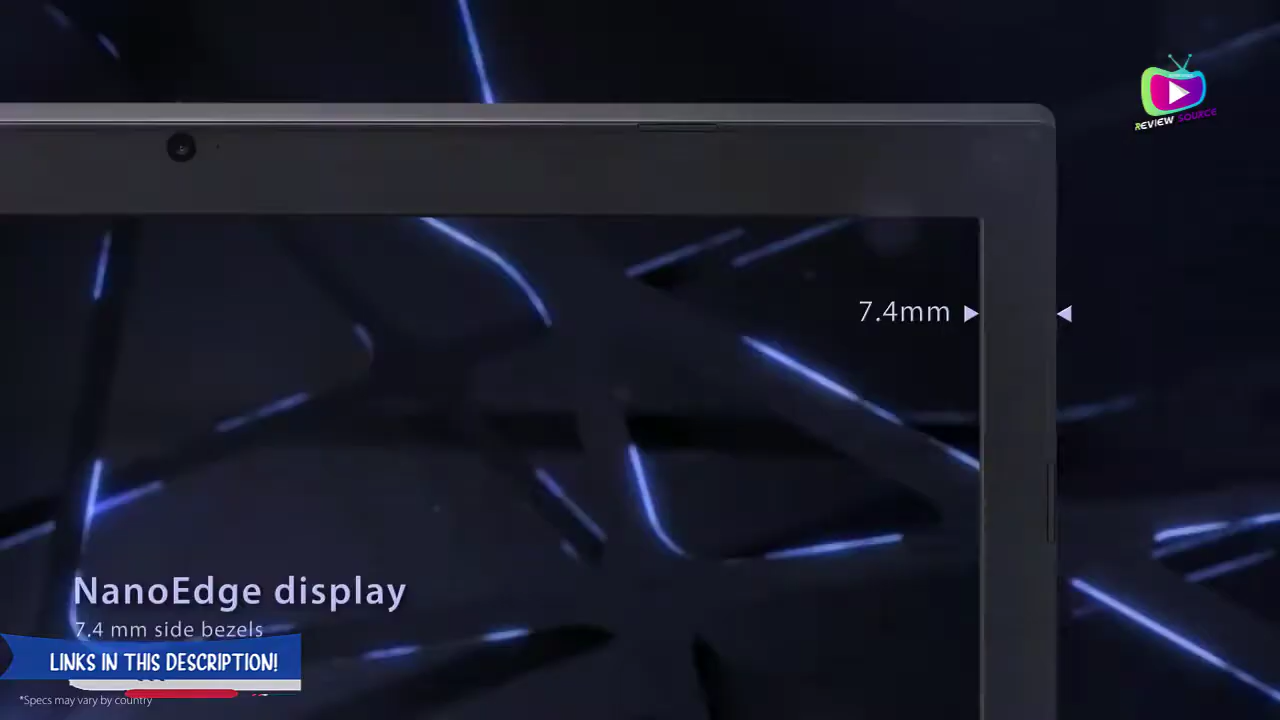 REVIEW SOURCE
7.4mm
NanoEdge display
7.4 mm side bezels
LINKS IN THIS DESCRIPTION!
*Specs may vary by country